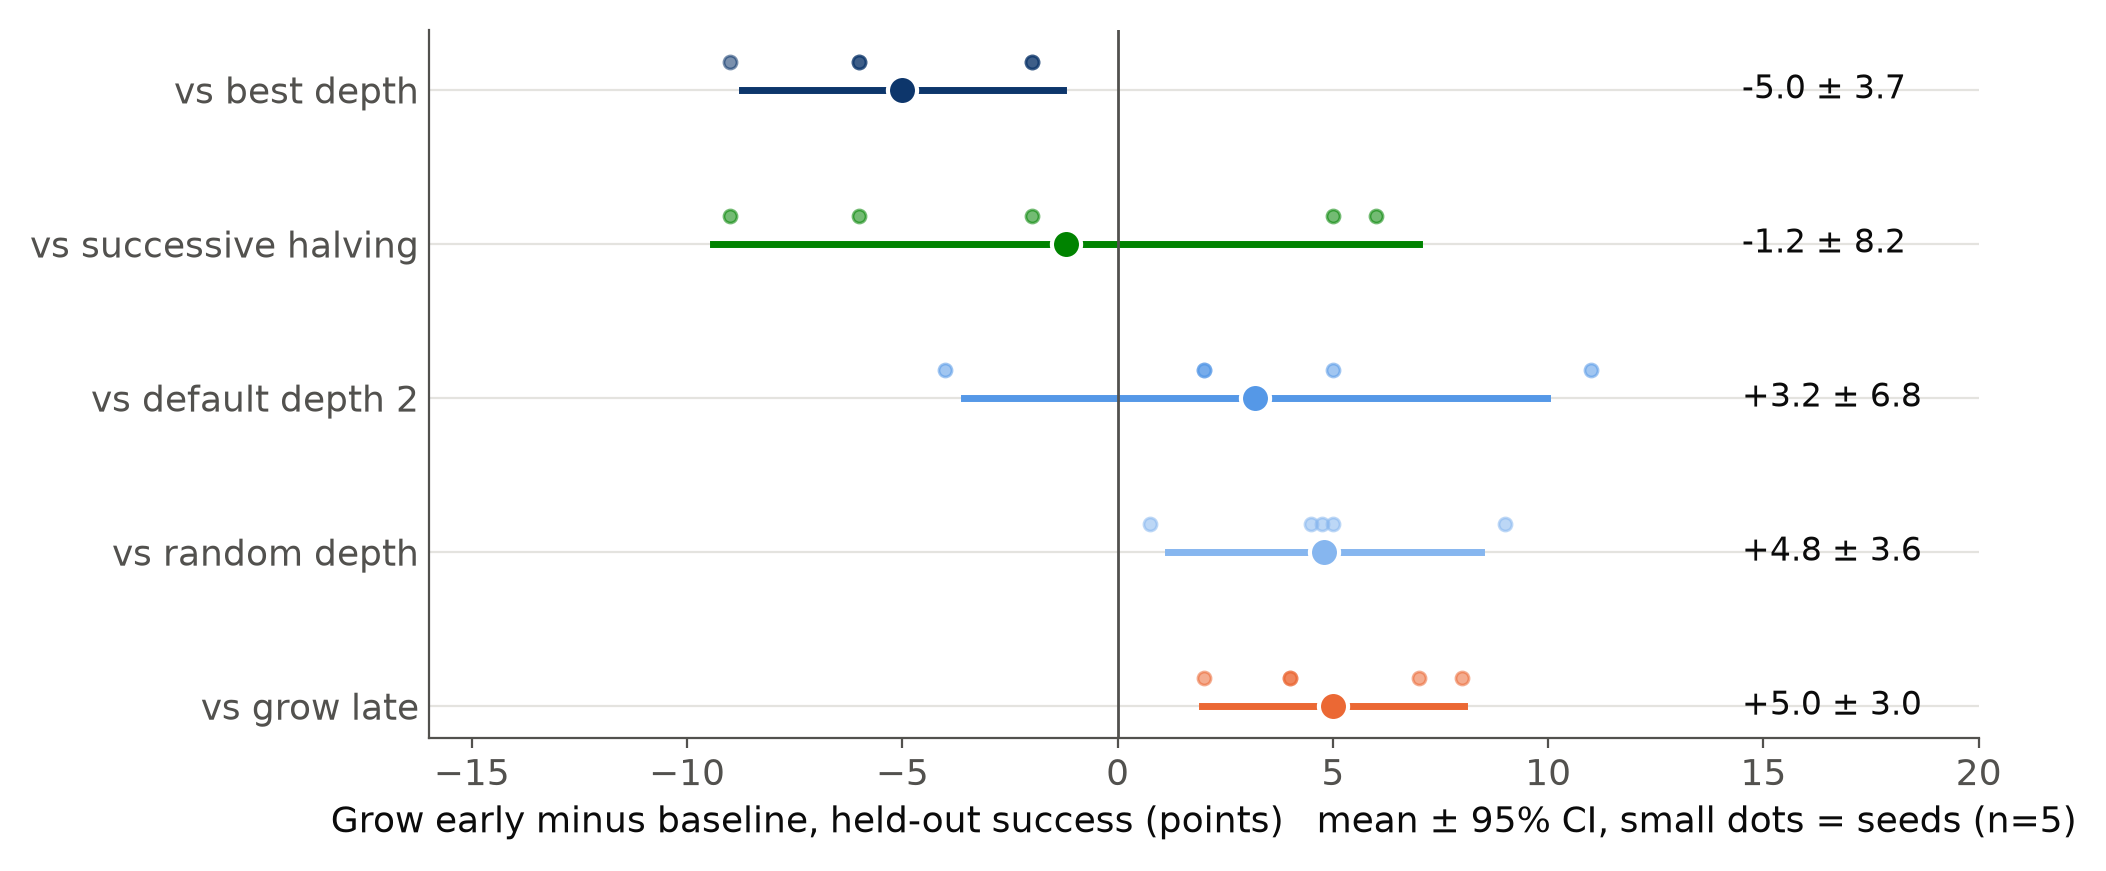 vs best depth
-5.0 ± 3.7
vs successive halving
-1.2 ± 8.2
vs default depth 2
+3.2 ± 6.8
vs random depth
+4.8 ± 3.6
vs grow late
+5.0 ± 3.0
−15 −10 −5 0 5 10 15 20
Grow early minus baseline, held-out success (points) mean ± 95% CI, small dots = seeds (n=5)